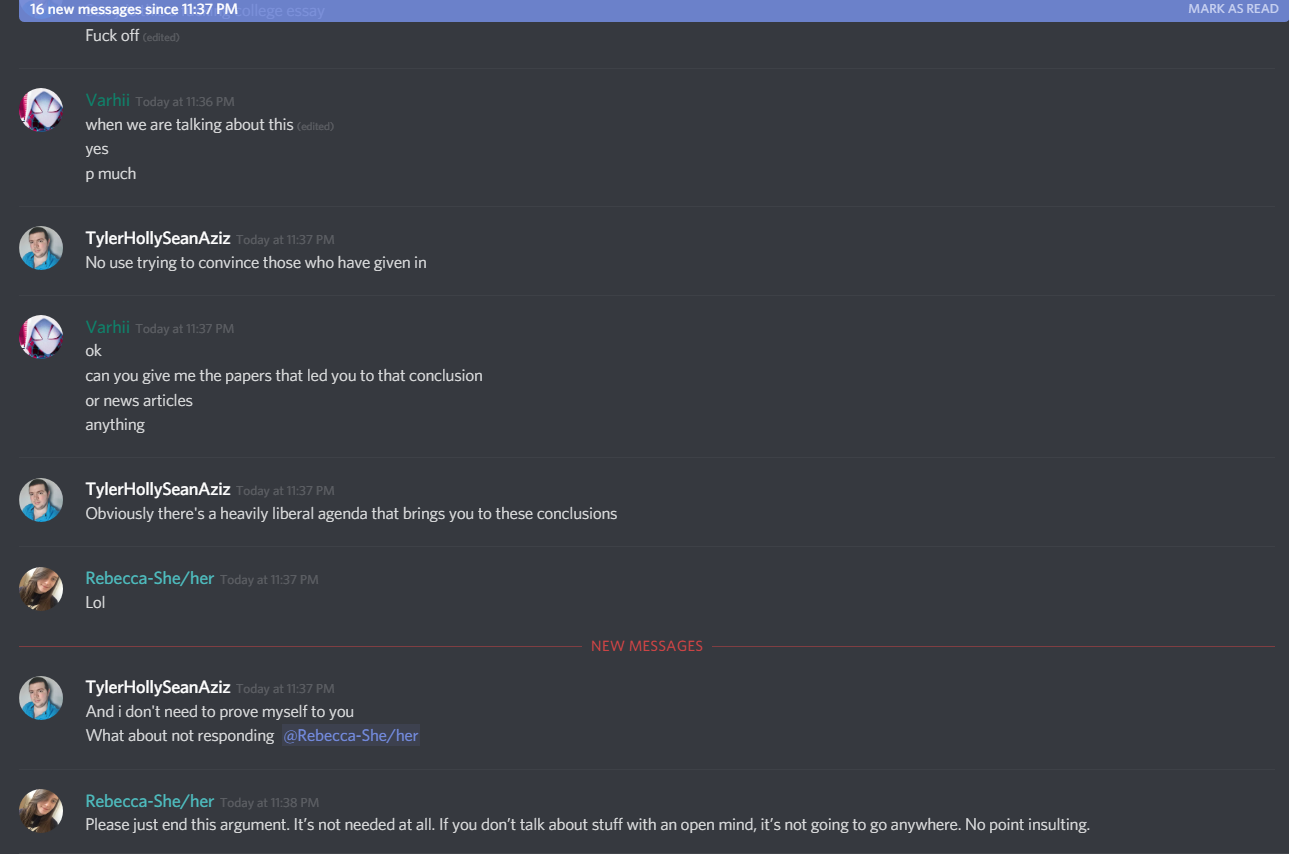 16 new messages since 11:37 PM
MARK AS READ
college essay
Fuck off (edited)
Varhii Today at 11:36 PM
when we are talking about this (edited)
yes
p much
TylerHollySeanAziz Today at 11:37 PM
No use trying to convince those who have given in
Varhii Today at 11:37 PM
ok
can you give me the papers that led you to that conclusion
or news articles
anything
TylerHollySeanAziz Today at 11:37 PM
Obviously there's a heavily liberal agenda that brings you to these conclusions
Rebecca-She/her Today at 11:37 PM
Lol
NEW MESSAGES
TylerHollySeanAziz Today at 11:37 PM
And i don't need to prove myself to you
What about not responding @Rebecca-She/her
Rebecca-She/her Today at 11:38 PM
Please just end this argument. It's not needed at all. If you don't talk about stuff with an open mind, it's not going to go anywhere. No point insulting.